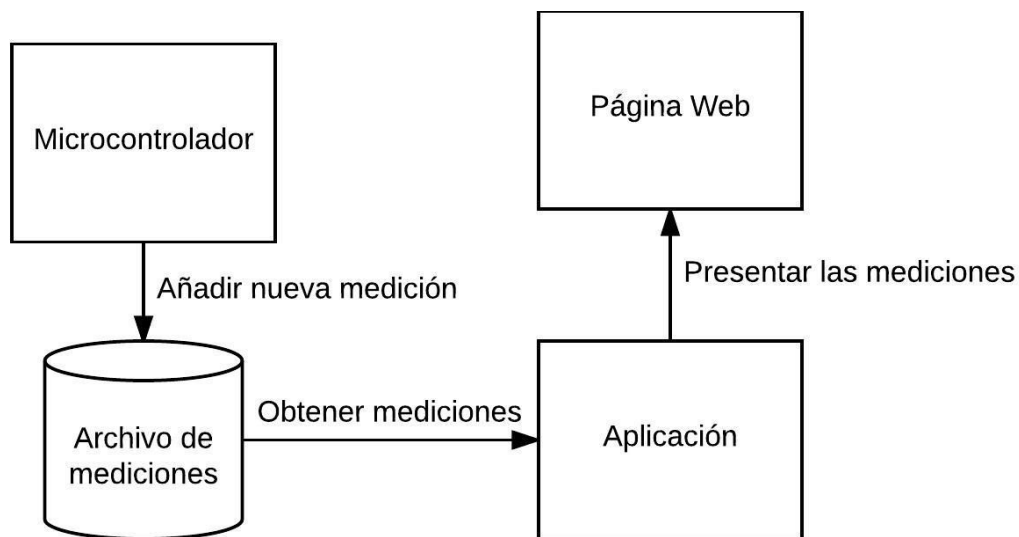 Microcontrolador
Añadir nueva medición
Archivo de
mediciones
Obtener mediciones
Aplicación
Presentar las mediciones
Página Web